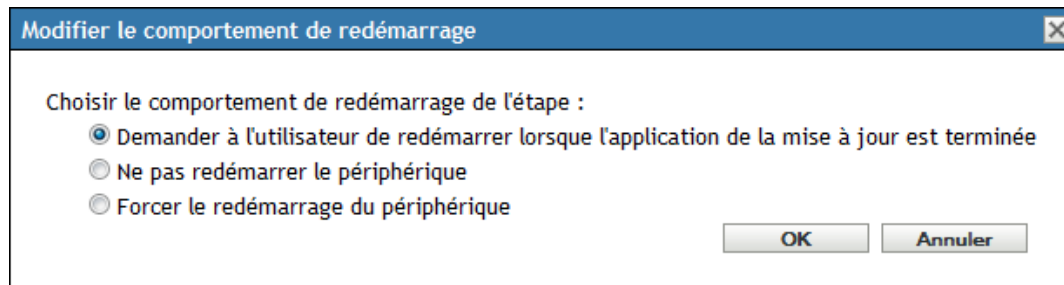 Modifier le comportement de redémarrage
Choisir le comportement de redémarrage de l'étape :
Demander à l'utilisateur de redémarrer lorsque l'application de la mise à jour est terminée
Ne pas redémarrer le périphérique
Forcer le redémarrage du périphérique
OK Annuler